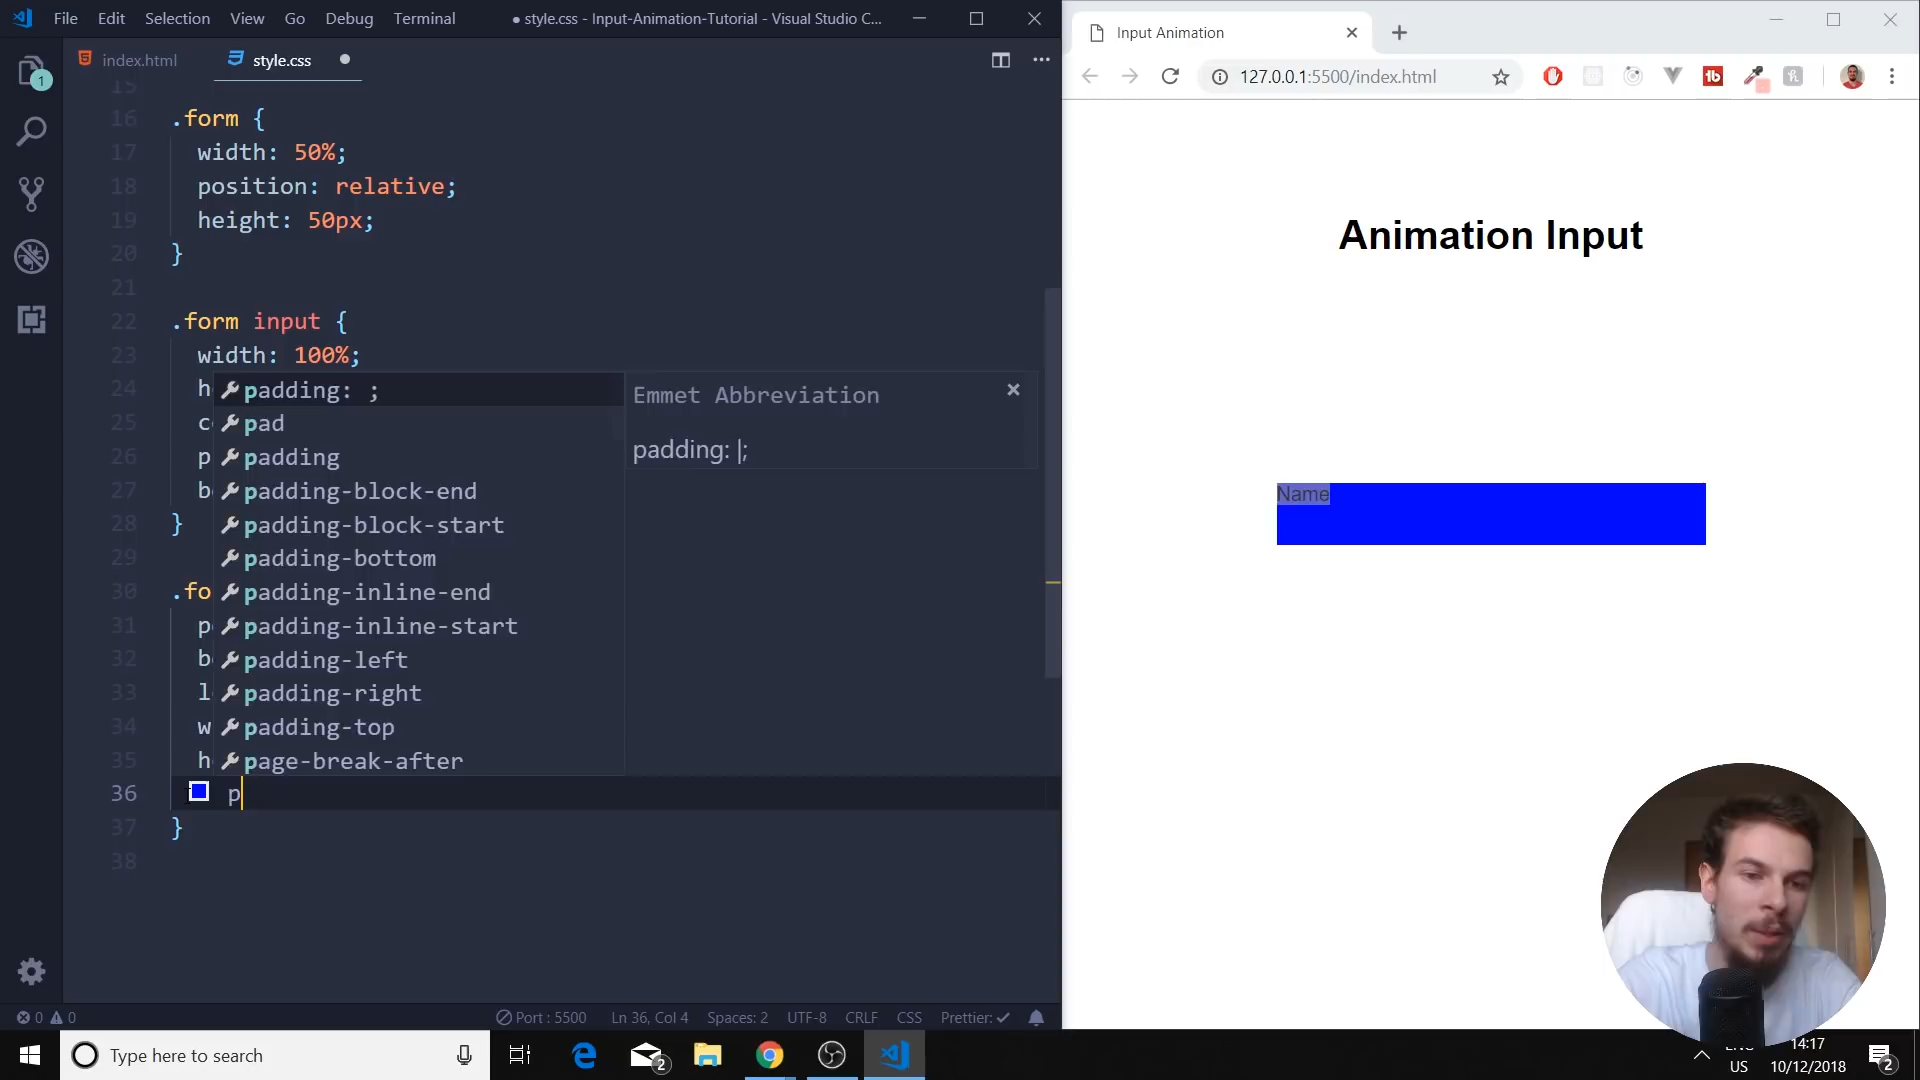 File Edit Selection View Go Debug Terminal
● style.css - Input-Animation-Tutorial - Visual Studio C...
index.html
style.css
1
15
16 .form {
17 width: 50%;
18 position: relative;
19 height: 50px;
20 }
21
22 .form input {
23 width: 100%;
24 h
25 c
26 p
27 b
28 }
29
30 .fo
31 p
32 b
33 l
34 w
35 h
36 p
37 }
38
padding: ;
pad
padding
padding-block-end
padding-block-start
padding-bottom
padding-inline-end
padding-inline-start
padding-left
padding-right
padding-top
page-break-after
Emmet Abbreviation
padding: |;
0 0
Port : 5500
Ln 36, Col 4
Spaces: 2
UTF-8
CRLF
CSS
Prettier:
Input Animation
127.0.0.1:5500/index.html
Animation Input
Name
Type here to search
2
US
14:17
10/12/2018
2